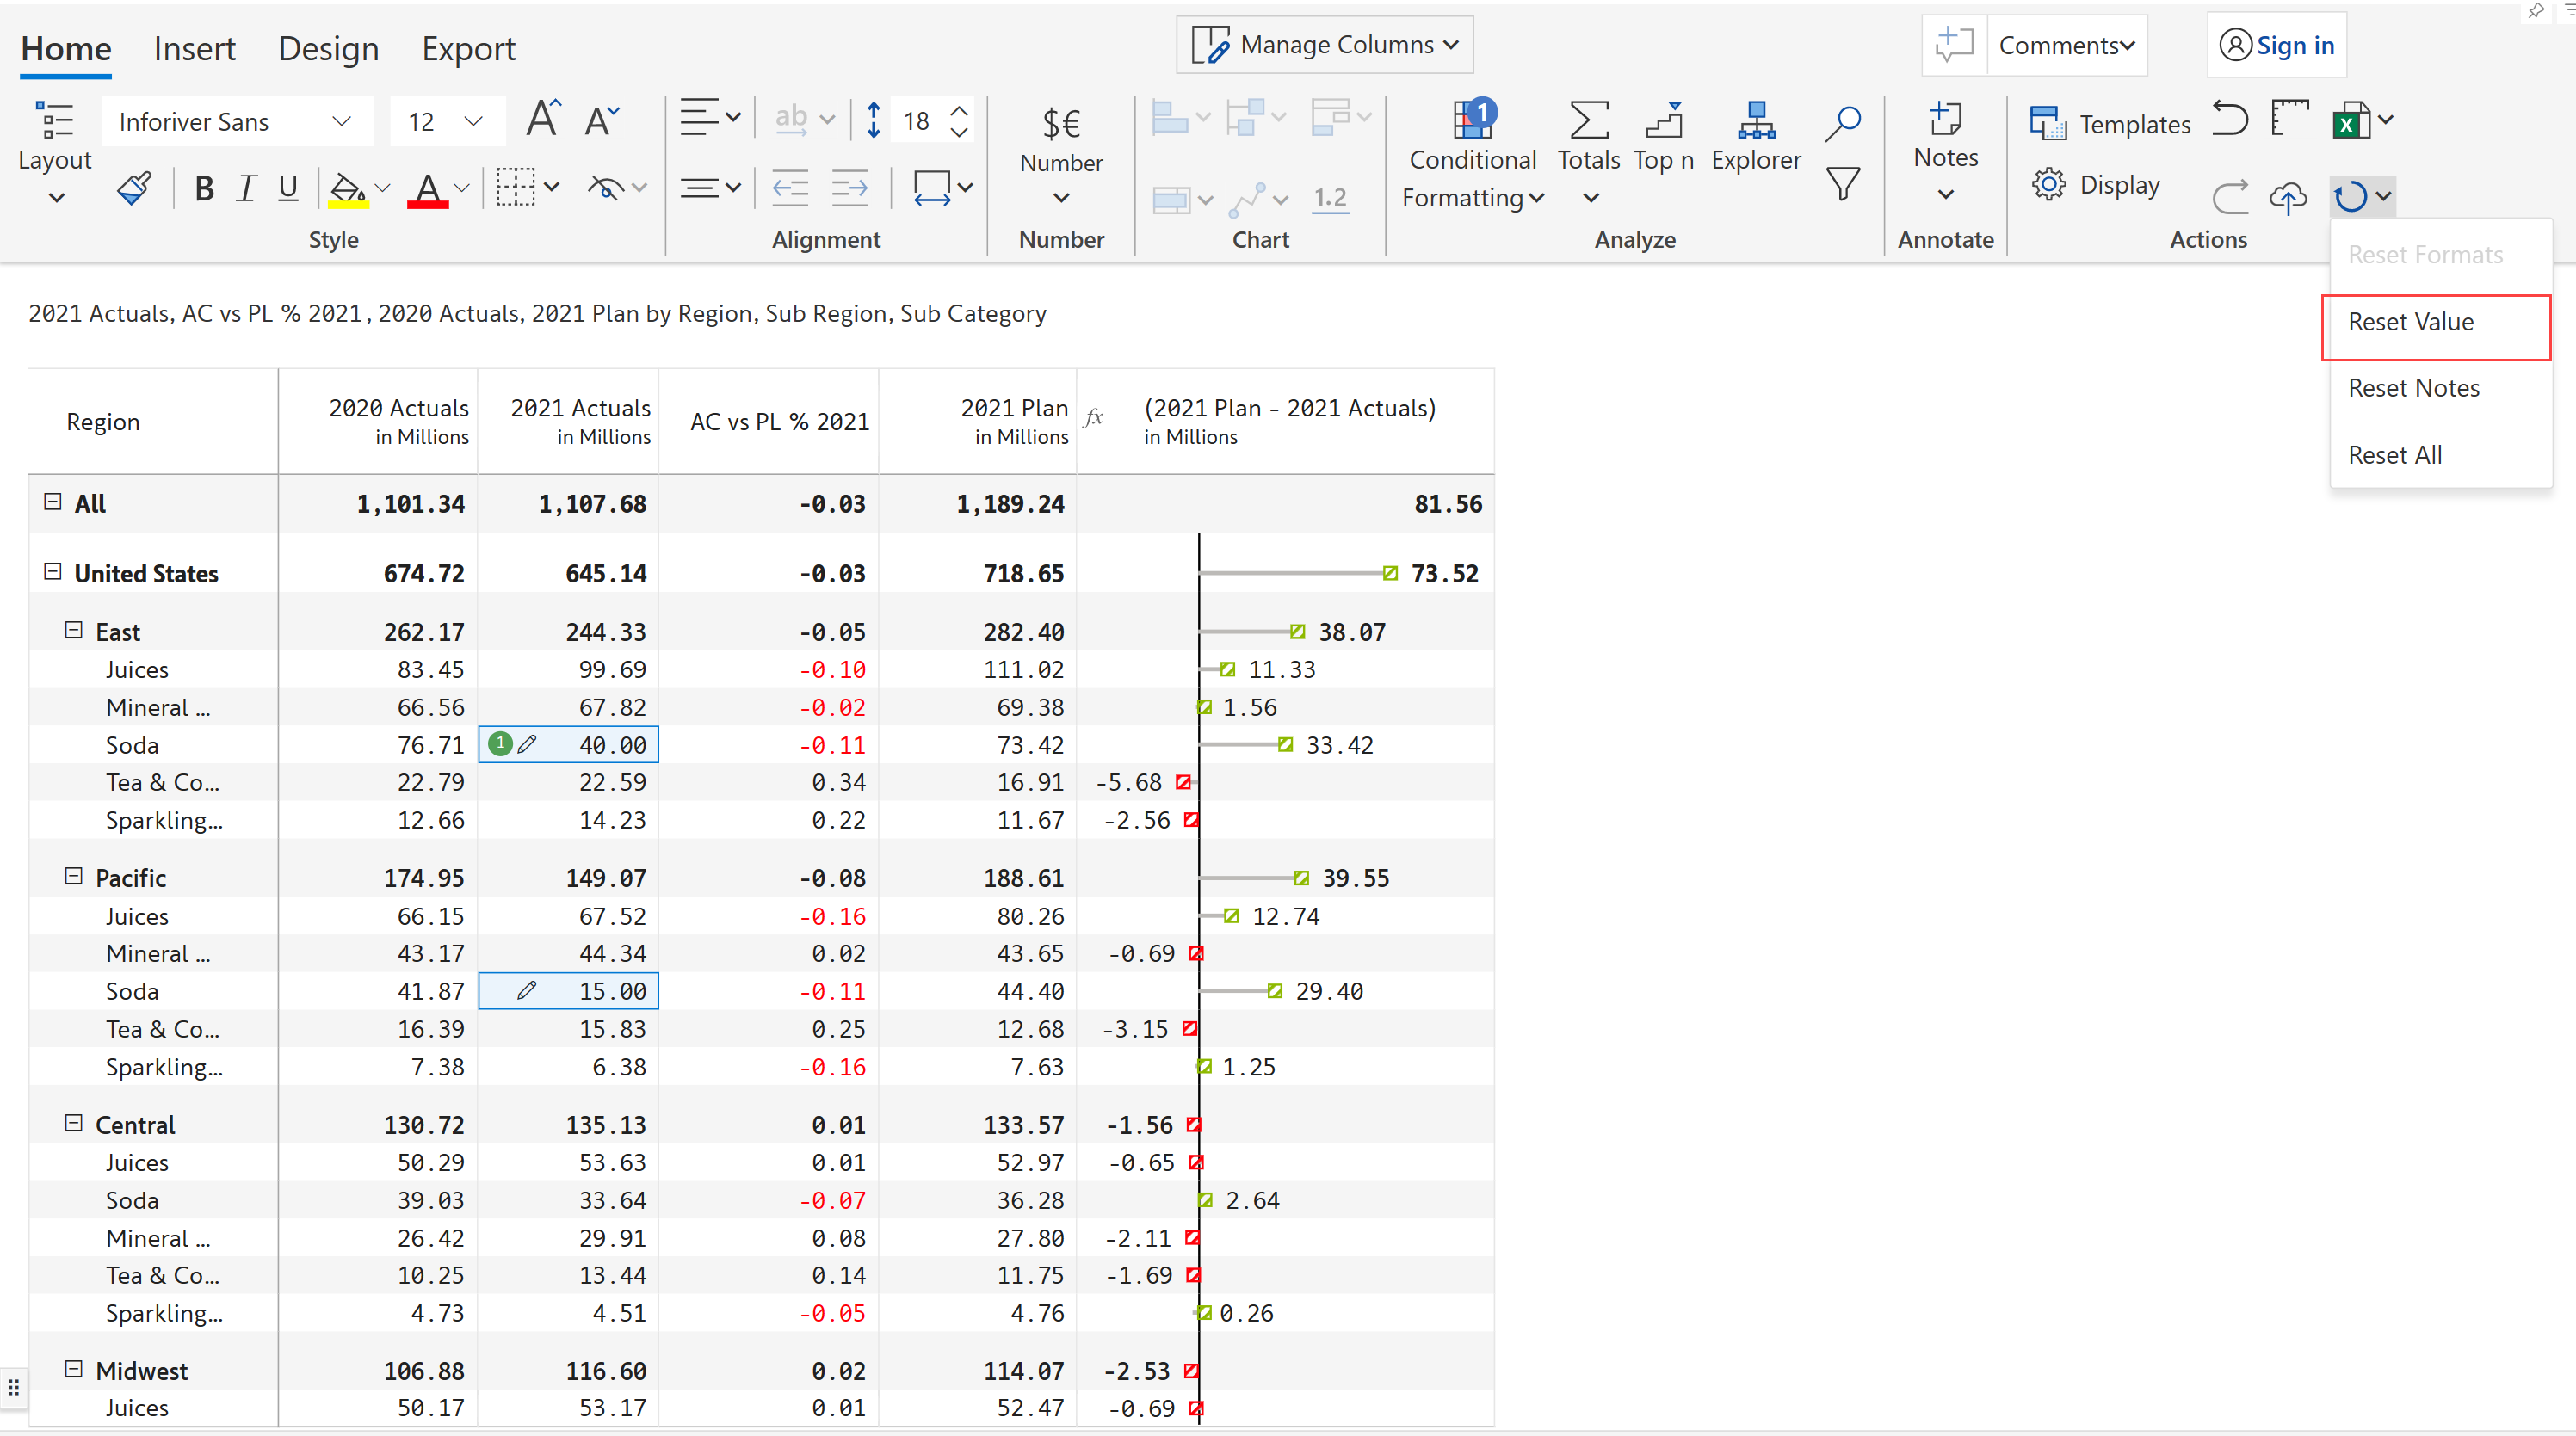 Home Insert Design Export Manage Columns Comments Sign in
Inforiver Sans 12 ab 18 $€ 1 Templates
Layout Number Conditional Totals Top n Explorer Notes
B I U A 1.2 Formatting Display
Style Alignment Number Chart Analyze Annotate Actions
Reset Formats
Reset Value
Reset Notes
Reset All
2021 Actuals, AC vs PL % 2021, 2020 Actuals, 2021 Plan by Region, Sub Region, Sub Category
Region 2020 Actuals in Millions 2021 Actuals in Millions AC vs PL % 2021 2021 Plan in Millions fx (2021 Plan - 2021 Actuals) in Millions
All 1,101.34 1,107.68 -0.03 1,189.24 81.56
United States 674.72 645.14 -0.03 718.65 73.52
East 262.17 244.33 -0.05 282.40 38.07
Juices 83.45 99.69 -0.10 111.02 11.33
Mineral ... 66.56 67.82 -0.02 69.38 1.56
Soda 76.71 1 40.00 -0.11 73.42 33.42
Tea & Co... 22.79 22.59 0.34 16.91 -5.68
Sparkling... 12.66 14.23 0.22 11.67 -2.56
Pacific 174.95 149.07 -0.08 188.61 39.55
Juices 66.15 67.52 -0.16 80.26 12.74
Mineral ... 43.17 44.34 0.02 43.65 -0.69
Soda 41.87 15.00 -0.11 44.40 29.40
Tea & Co... 16.39 15.83 0.25 12.68 -3.15
Sparkling... 7.38 6.38 -0.16 7.63 1.25
Central 130.72 135.13 0.01 133.57 -1.56
Juices 50.29 53.63 0.01 52.97 -0.65
Soda 39.03 33.64 -0.07 36.28 2.64
Mineral ... 26.42 29.91 0.08 27.80 -2.11
Tea & Co... 10.25 13.44 0.14 11.75 -1.69
Sparkling... 4.73 4.51 -0.05 4.76 0.26
Midwest 106.88 116.60 0.02 114.07 -2.53
Juices 50.17 53.17 0.01 52.47 -0.69